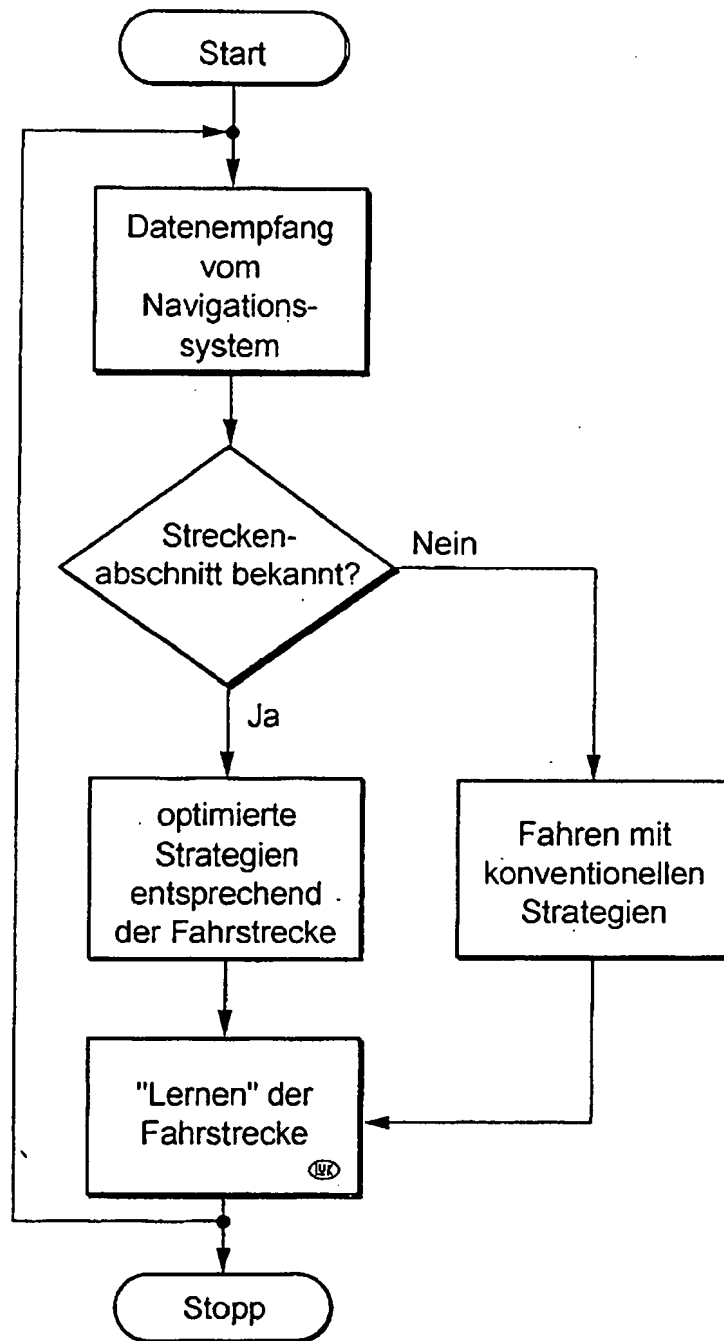 Start
Datenempfang
vom
Navigations-
system
Strecken-
abschnitt bekannt?
Nein
Ja
optimierte
Strategien
entsprechend
der Fahrstrecke
Fahren mit
konventionellen
Strategien
"Lernen" der
Fahrstrecke
LuK
Stopp